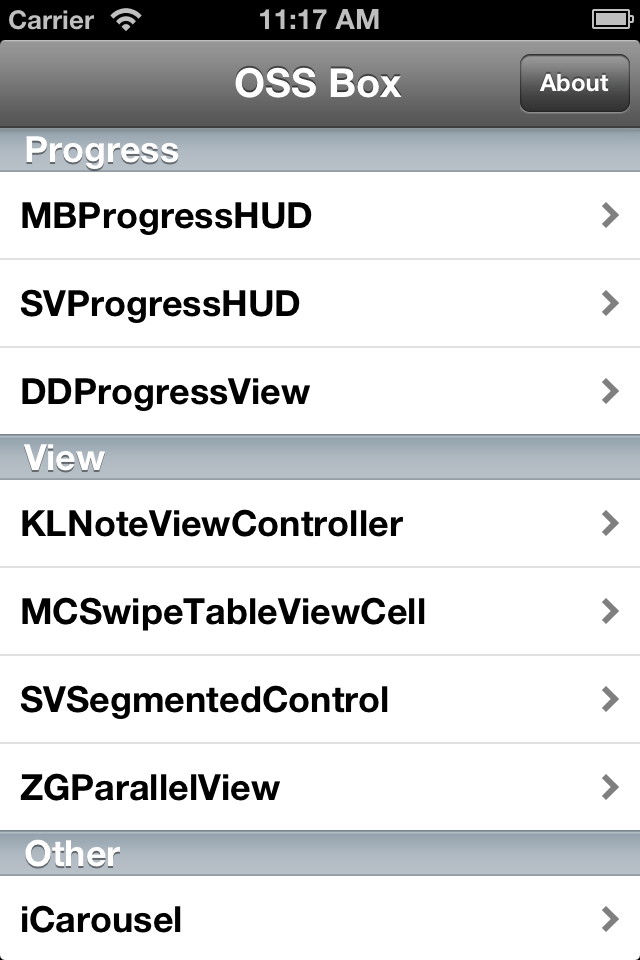 Carrier 11:17 AM
OSS Box About
Progress
MBProgressHUD
SVProgressHUD
DDProgressView
View
KLNoteViewController
MCSwipeTableViewCell
SVSegmentedControl
ZGParallelView
Other
iCarousel